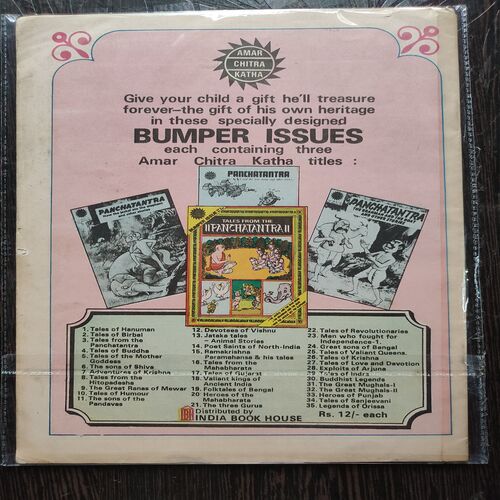 AMAR
CHITRA
KATHA
Give your child a gift he'll treasure
forever—the gift of his own heritage
in these specially designed
BUMPER ISSUES
each containing three
Amar Chitra Katha titles :
PANCHATANTRA
PANCHATANTRA
PANCHATANTRA
TALES FROM THE
PANCHATANTRA
1. Tales of Hanuman
2. Tales of Birbal
3. Tales from the
Panchatantra
4. Tales of Buddha
5. Tales of the Mother
Goddess
6. The sons of Shiva
7. Adventures of Krishna
8. Tales from the
Hitopadesha
9. The Great Ranas of Mewar
10. Tales of Humour
11. The sons of the
Pandavas
12. Devotees of Vishnu
13. Jataka tales
- Animal Stories
14. Poet Saints of North-India
15. Ramakrishna
Paramahansa & his tales
16. Tales from the
Mahabharata
17. Tales of Gujarat
18. Great kings of
Ancient India
19. Folktales of Bengal
20. Heroes of the
Mahabharata
21. The three Gurus
22. Tales of Revolutionaries
23. Men who fought for
Independence-1.
24. Great sons of Bengal
25. Tales of Valiant Queens.
26. Tales of Krishna
27. Tales of Love and Devotion
28. Exploits of Arjuna
29. Tales of Indra
30. Buddhist Legends
31. The Great Mughals-I
32. The Great Mughals-II
33. Heroes of Punjab
34. Tales of Sanjeevani
35. Legends of Orissa
IBH Distributed by
INDIA BOOK HOUSE
Rs. 12/- each